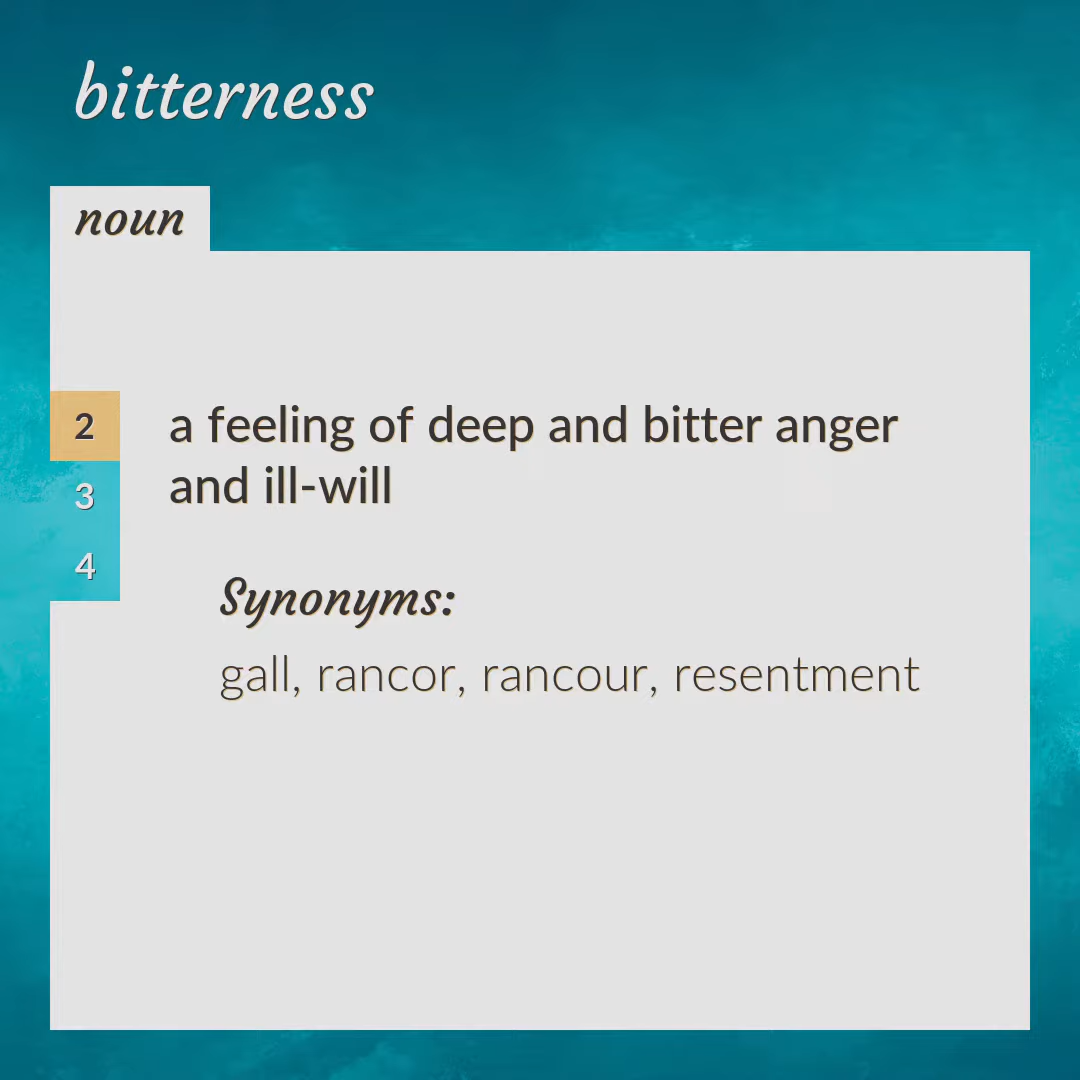 bitterness
noun
2
a feeling of deep and bitter anger
and ill-will
3
4
Synonyms:
gall, rancor, rancour, resentment